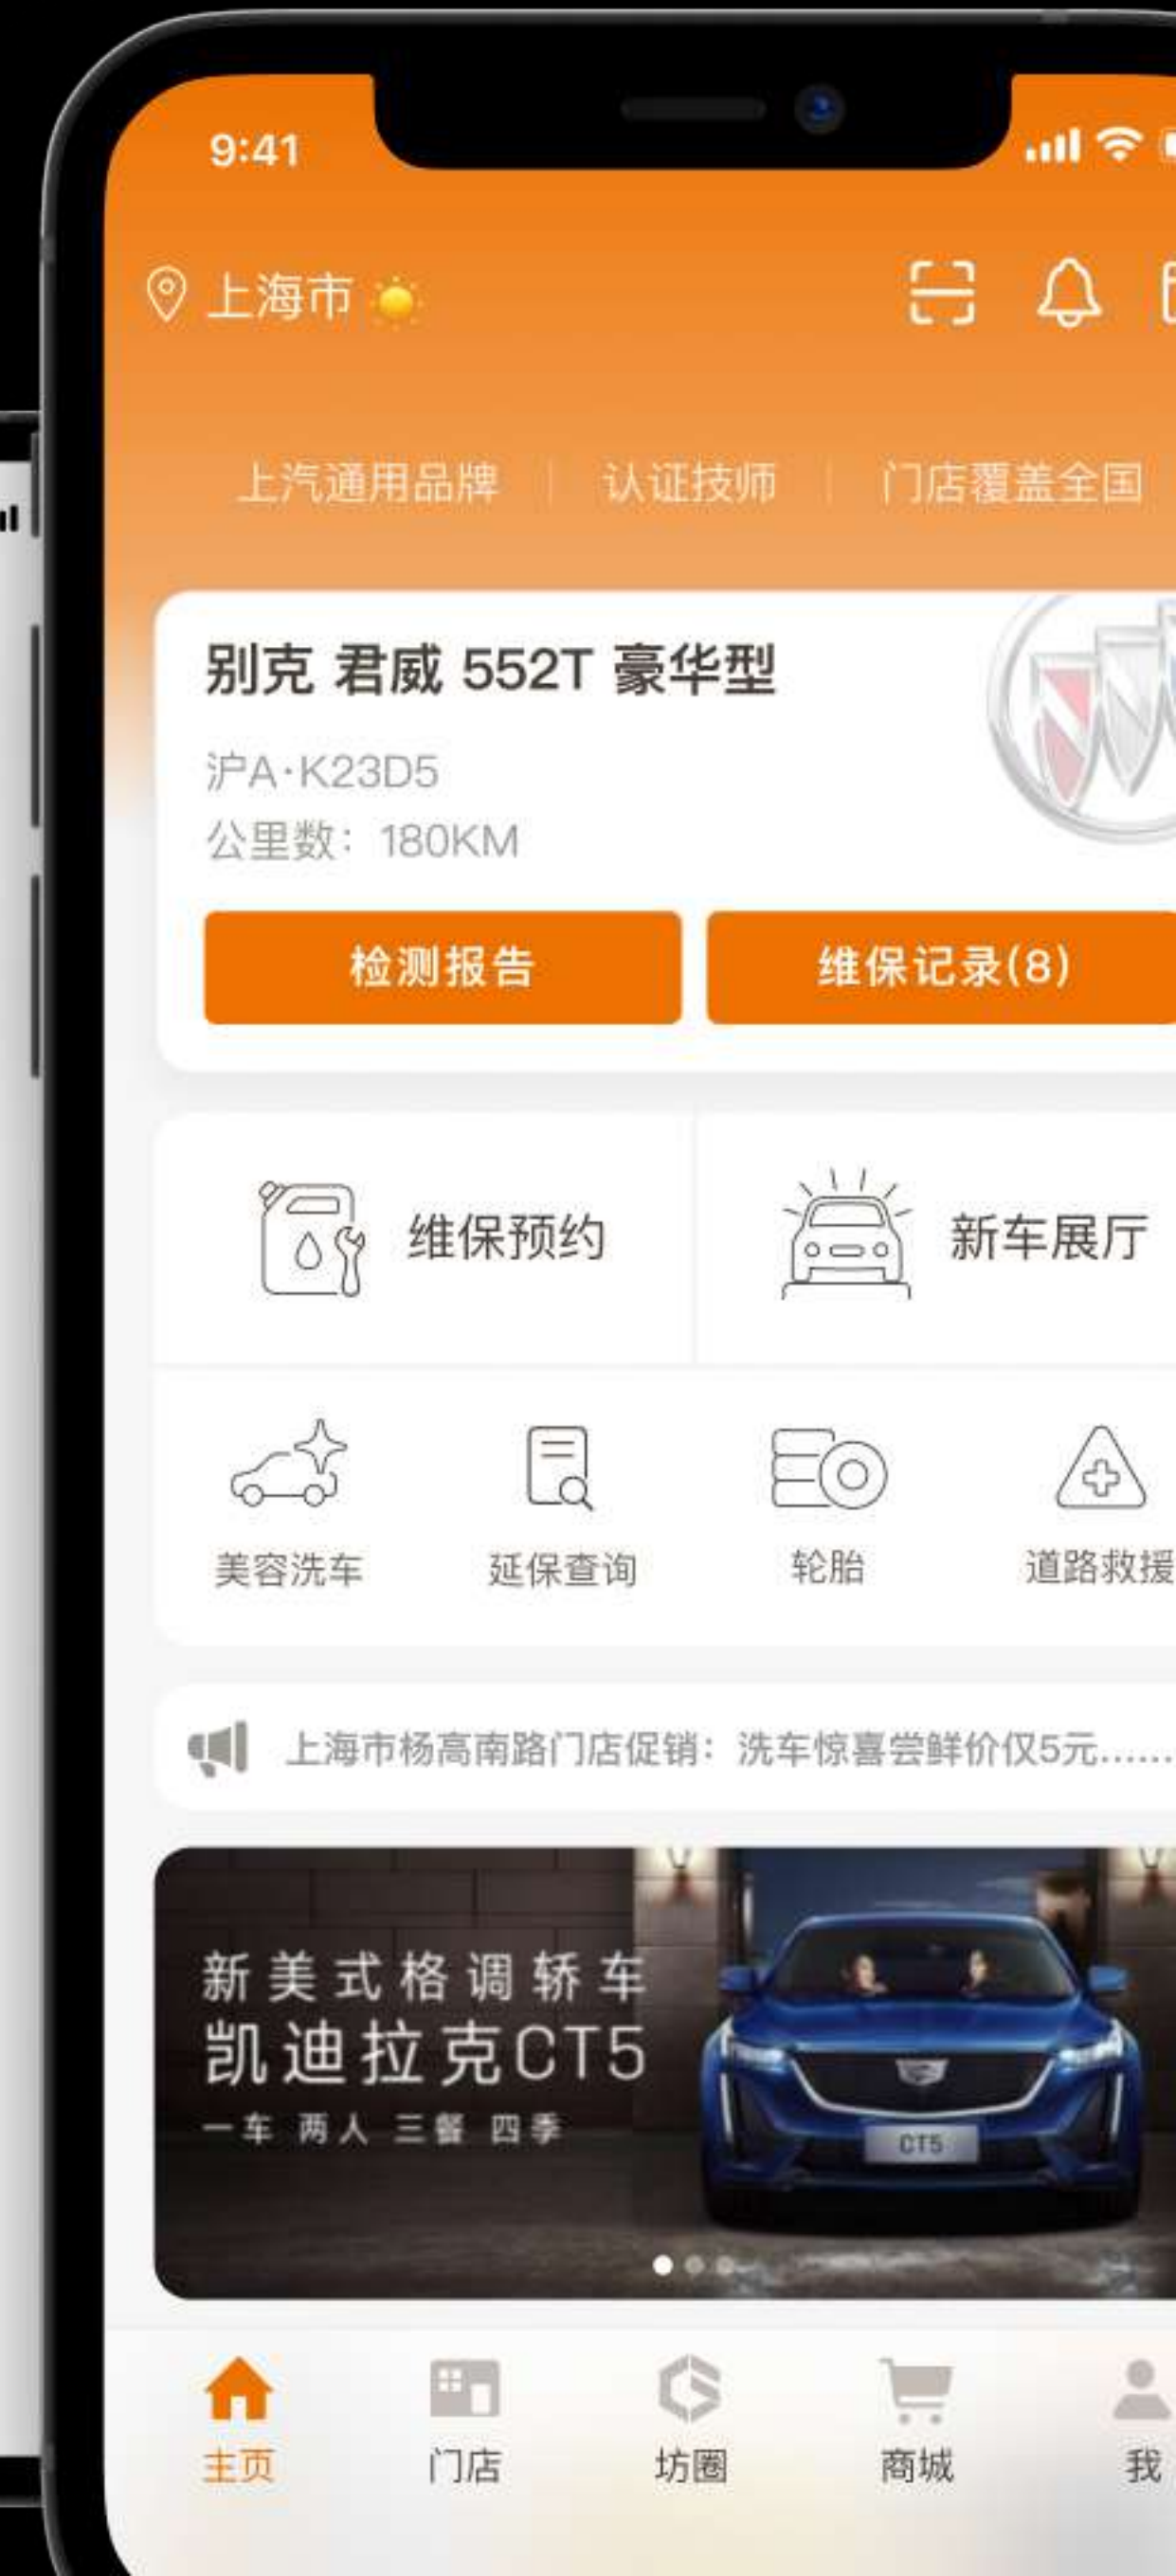 9:41
上海市
上汽通用品牌 认证技师 门店覆盖全国
别克 君威 552T 豪华型
沪A·K23D5
公里数：180KM
检测报告 维保记录(8)
维保预约 新车展厅
美容洗车 延保查询 轮胎 道路救援
上海市杨高南路门店促销：洗车惊喜尝鲜价仅5元......
新美式格调轿车
凯迪拉克CT5
一车 两人 三餐 四季
CT5
主页 门店 坊圈 商城 我